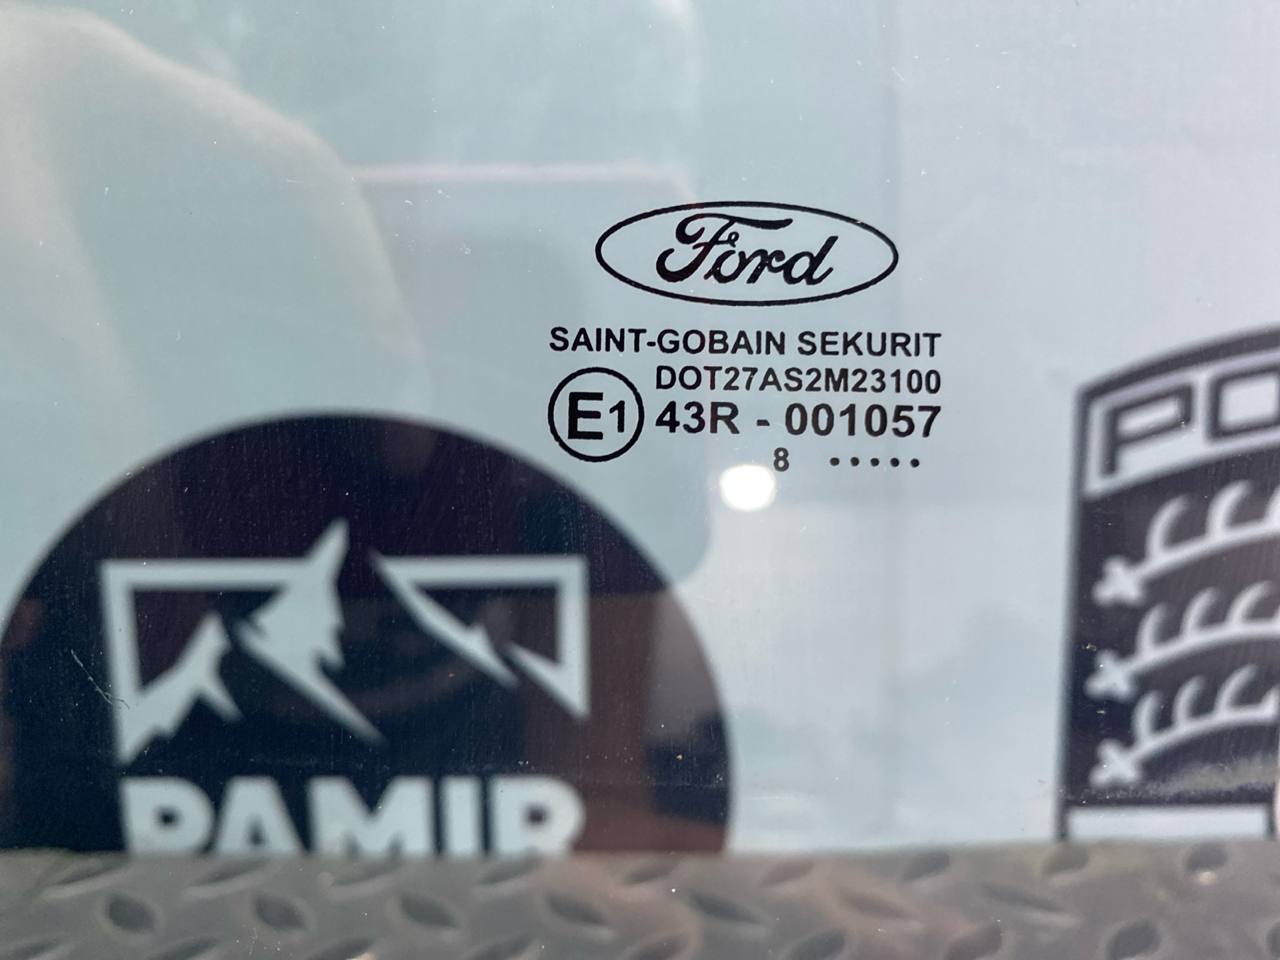 Ford
SAINT-GOBAIN SEKURIT
DOT27AS2M23100
E1 43R - 001057
8 •••••
PAMIR